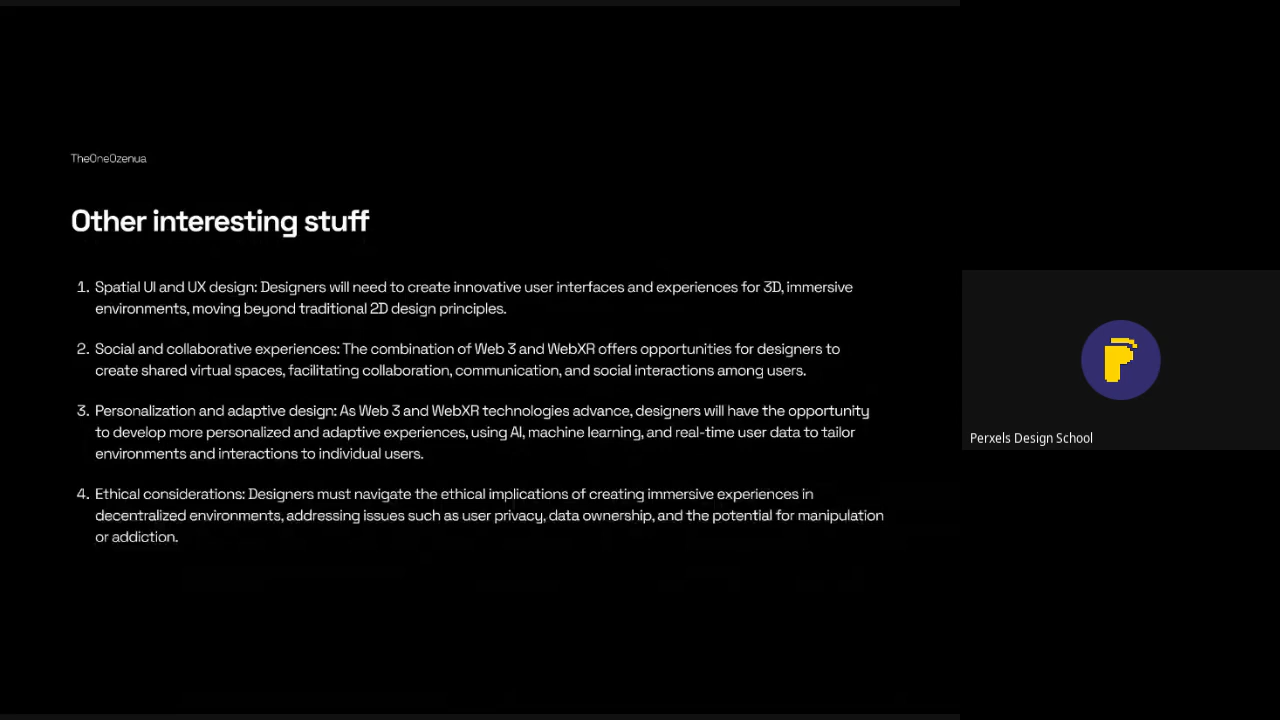 TheOneOzenua
Other interesting stuff
1. Spatial UI and UX design: Designers will need to create innovative user interfaces and experiences for 3D, immersive
environments, moving beyond traditional 2D design principles.
2. Social and collaborative experiences: The combination of Web 3 and WebXR offers opportunities for designers to
create shared virtual spaces, facilitating collaboration, communication, and social interactions among users.
3. Personalization and adaptive design: As Web 3 and WebXR technologies advance, designers will have the opportunity
to develop more personalized and adaptive experiences, using AI, machine learning, and real-time user data to tailor
environments and interactions to individual users.
4. Ethical considerations: Designers must navigate the ethical implications of creating immersive experiences in
decentralized environments, addressing issues such as user privacy, data ownership, and the potential for manipulation
or addiction.
Perxels Design School